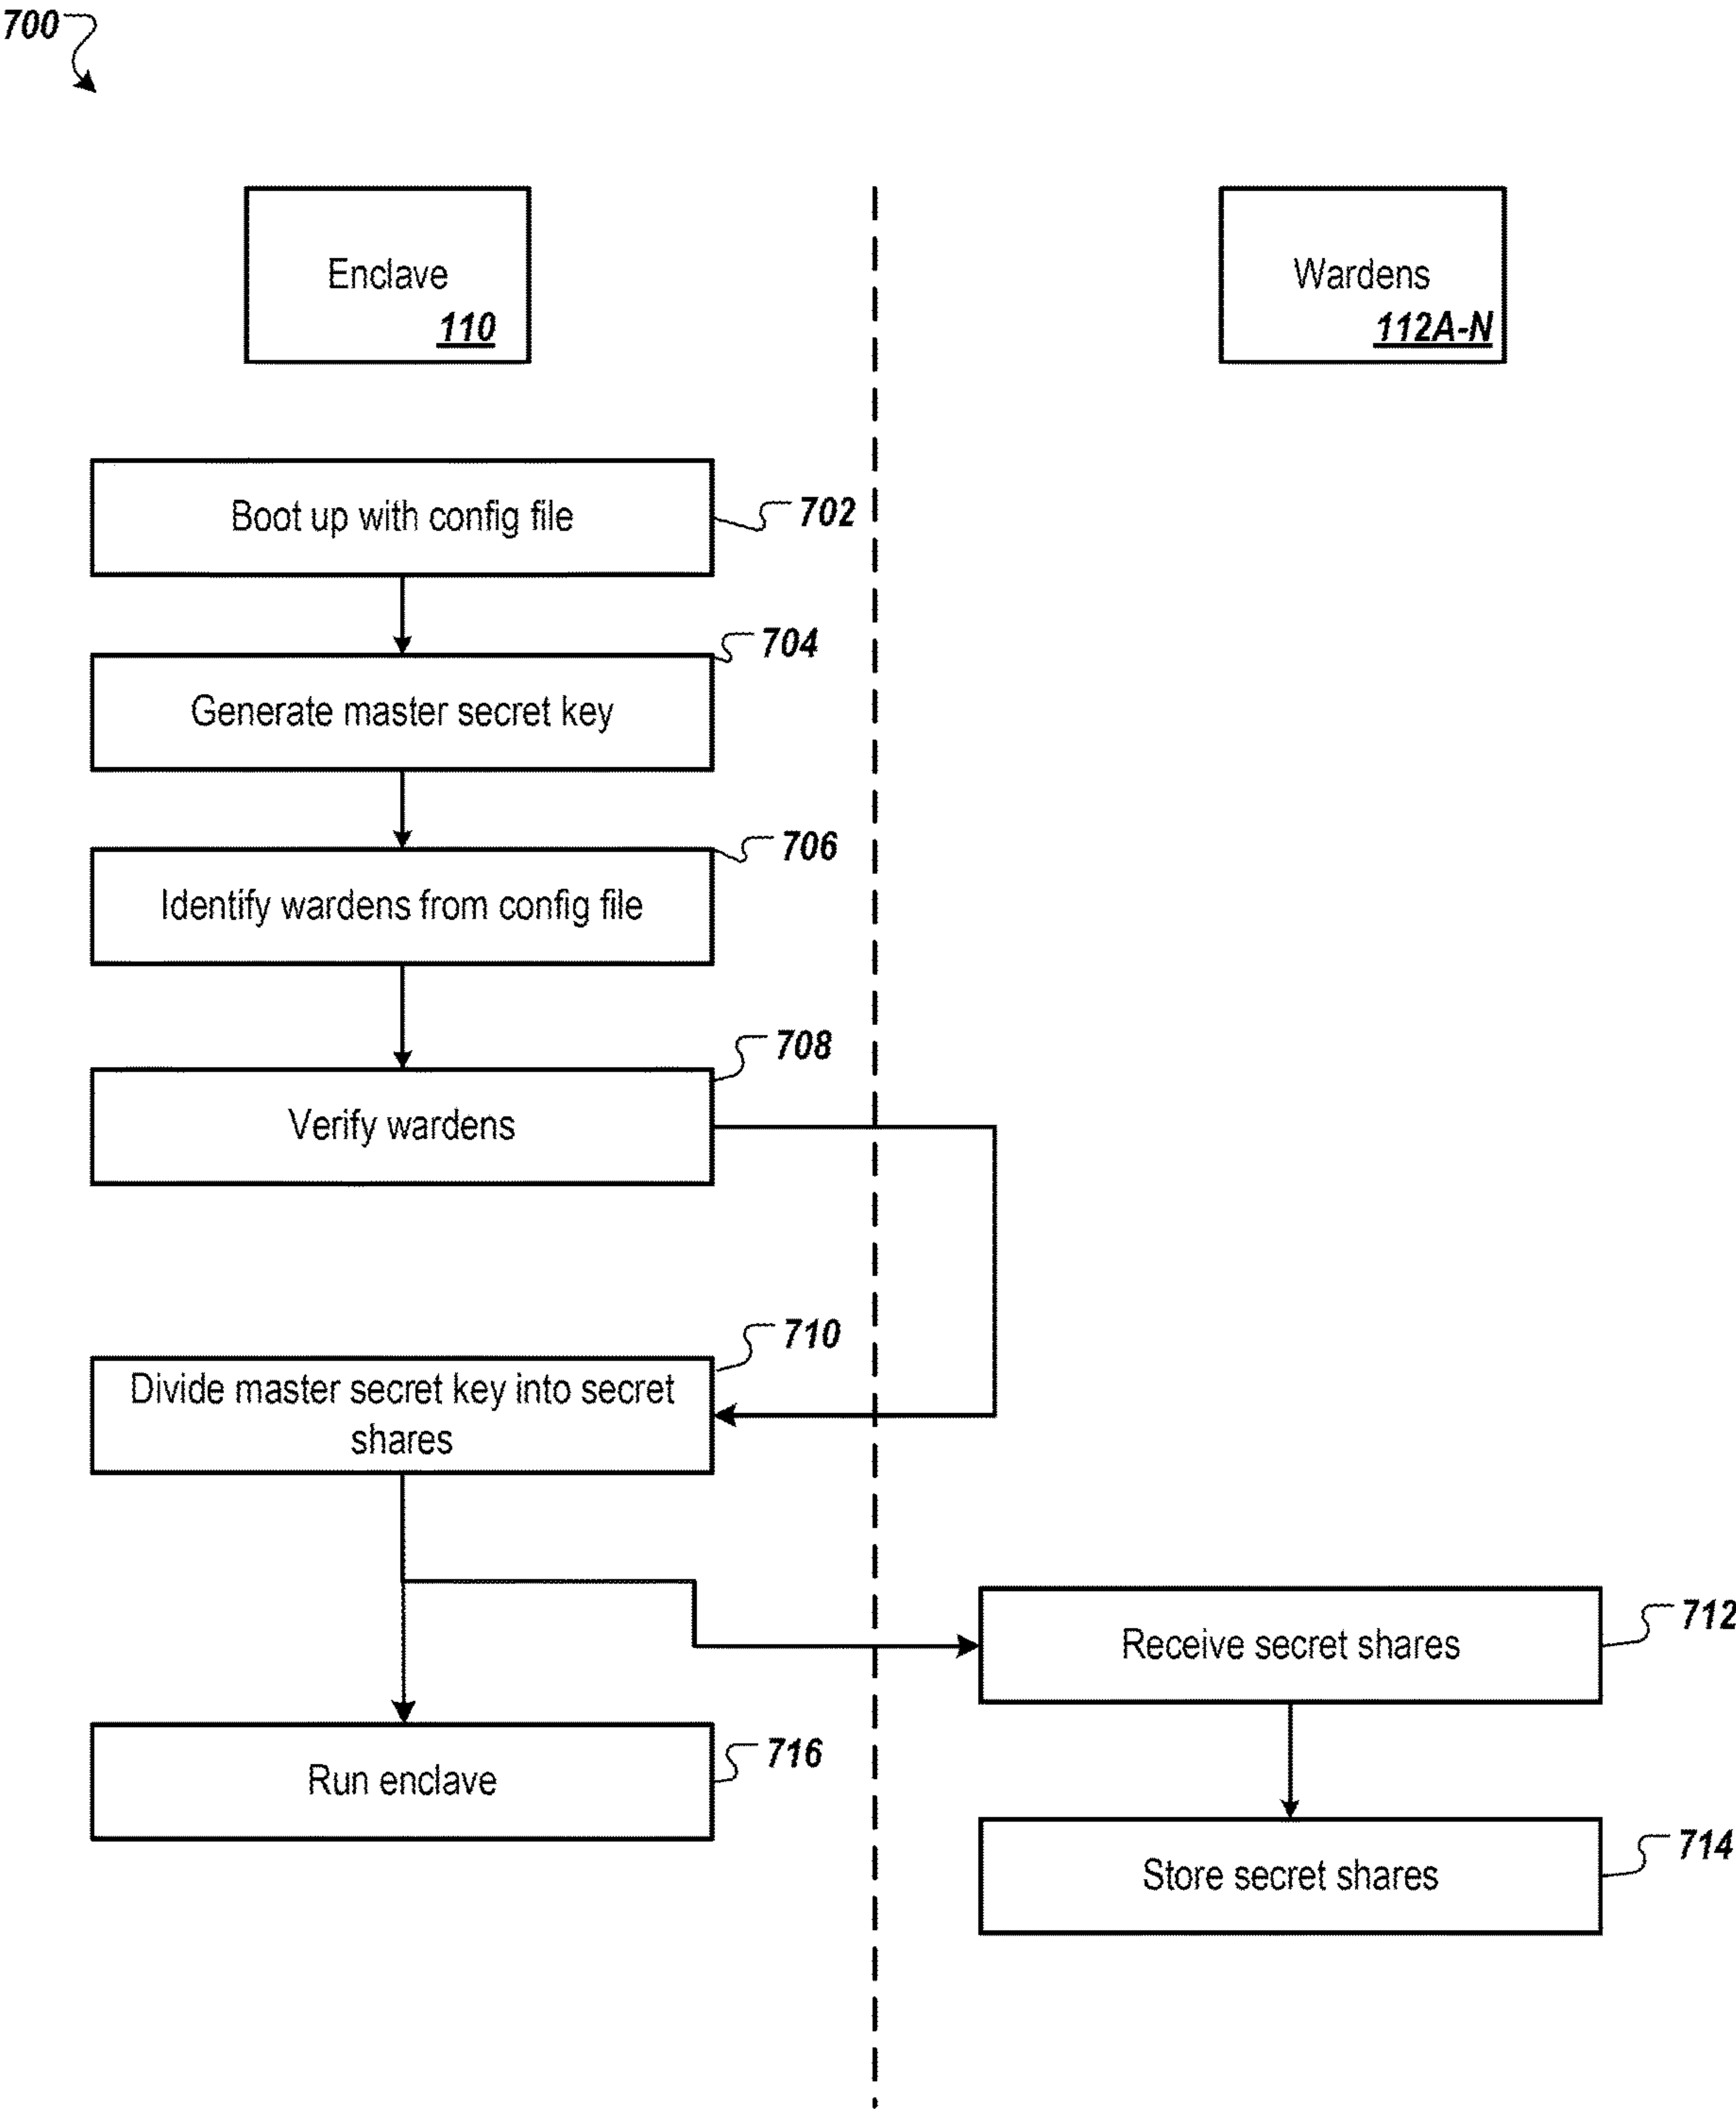 700
Enclave
110
Wardens
112A-N
Boot up with config file
702
704
Generate master secret key
706
Identify wardens from config file
708
Verify wardens
710
Divide master secret key into secret
shares
712
Receive secret shares
716
Run enclave
714
Store secret shares